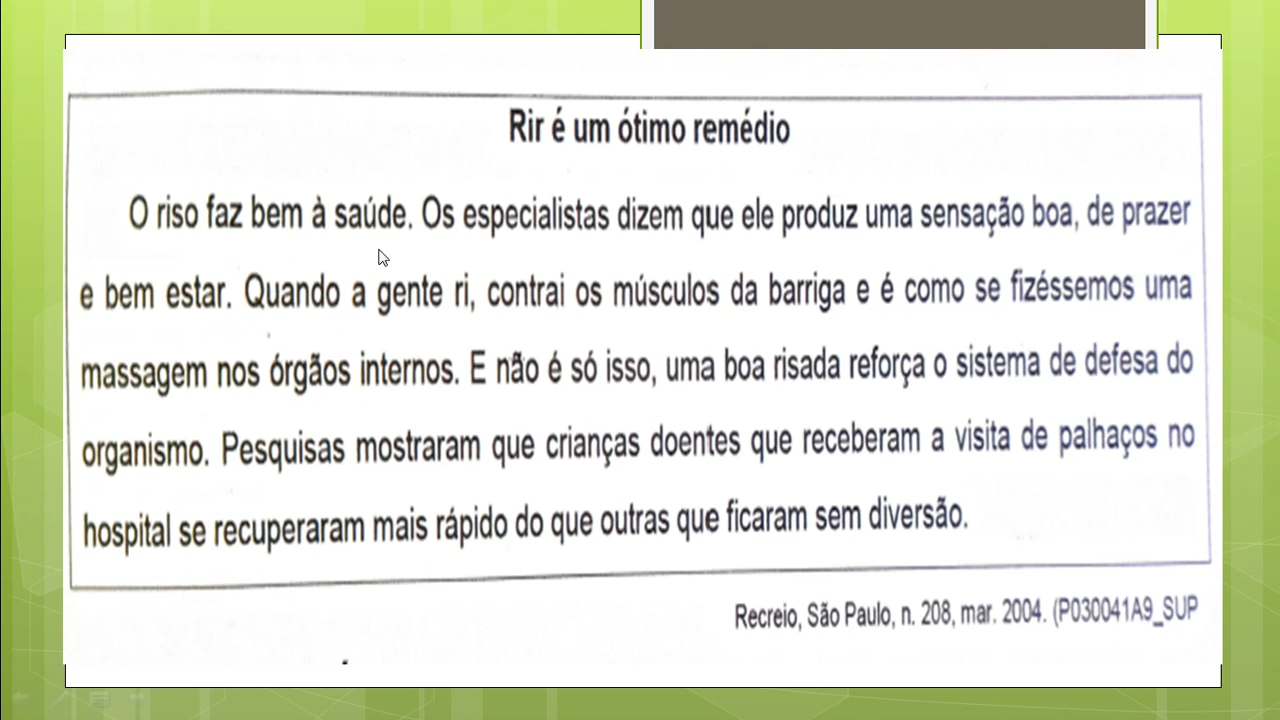 Rir é um ótimo remédio
O riso faz bem à saúde. Os especialistas dizem que ele produz uma sensação boa, de prazer
e bem estar. Quando a gente ri, contrai os músculos da barriga e é como se fizéssemos uma
massagem nos órgãos internos. E não é só isso, uma boa risada reforça o sistema de defesa do
organismo. Pesquisas mostraram que crianças doentes que receberam a visita de palhaços no
hospital se recuperaram mais rápido do que outras que ficaram sem diversão.
Recreio, São Paulo, n. 208, mar. 2004. (P030041A9_SUP